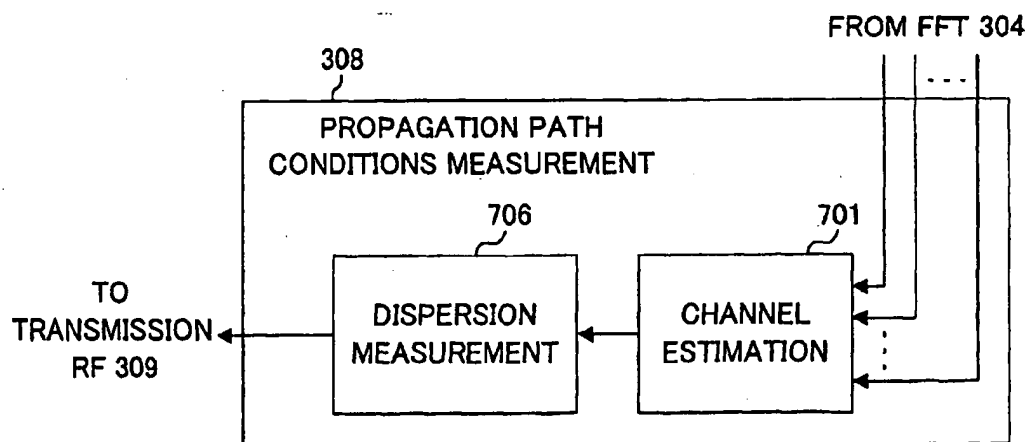 FROM FFT 304
308
PROPAGATION PATH
CONDITIONS MEASUREMENT
706
701
TO
TRANSMISSION
RF 309
DISPERSION
MEASUREMENT
CHANNEL
ESTIMATION